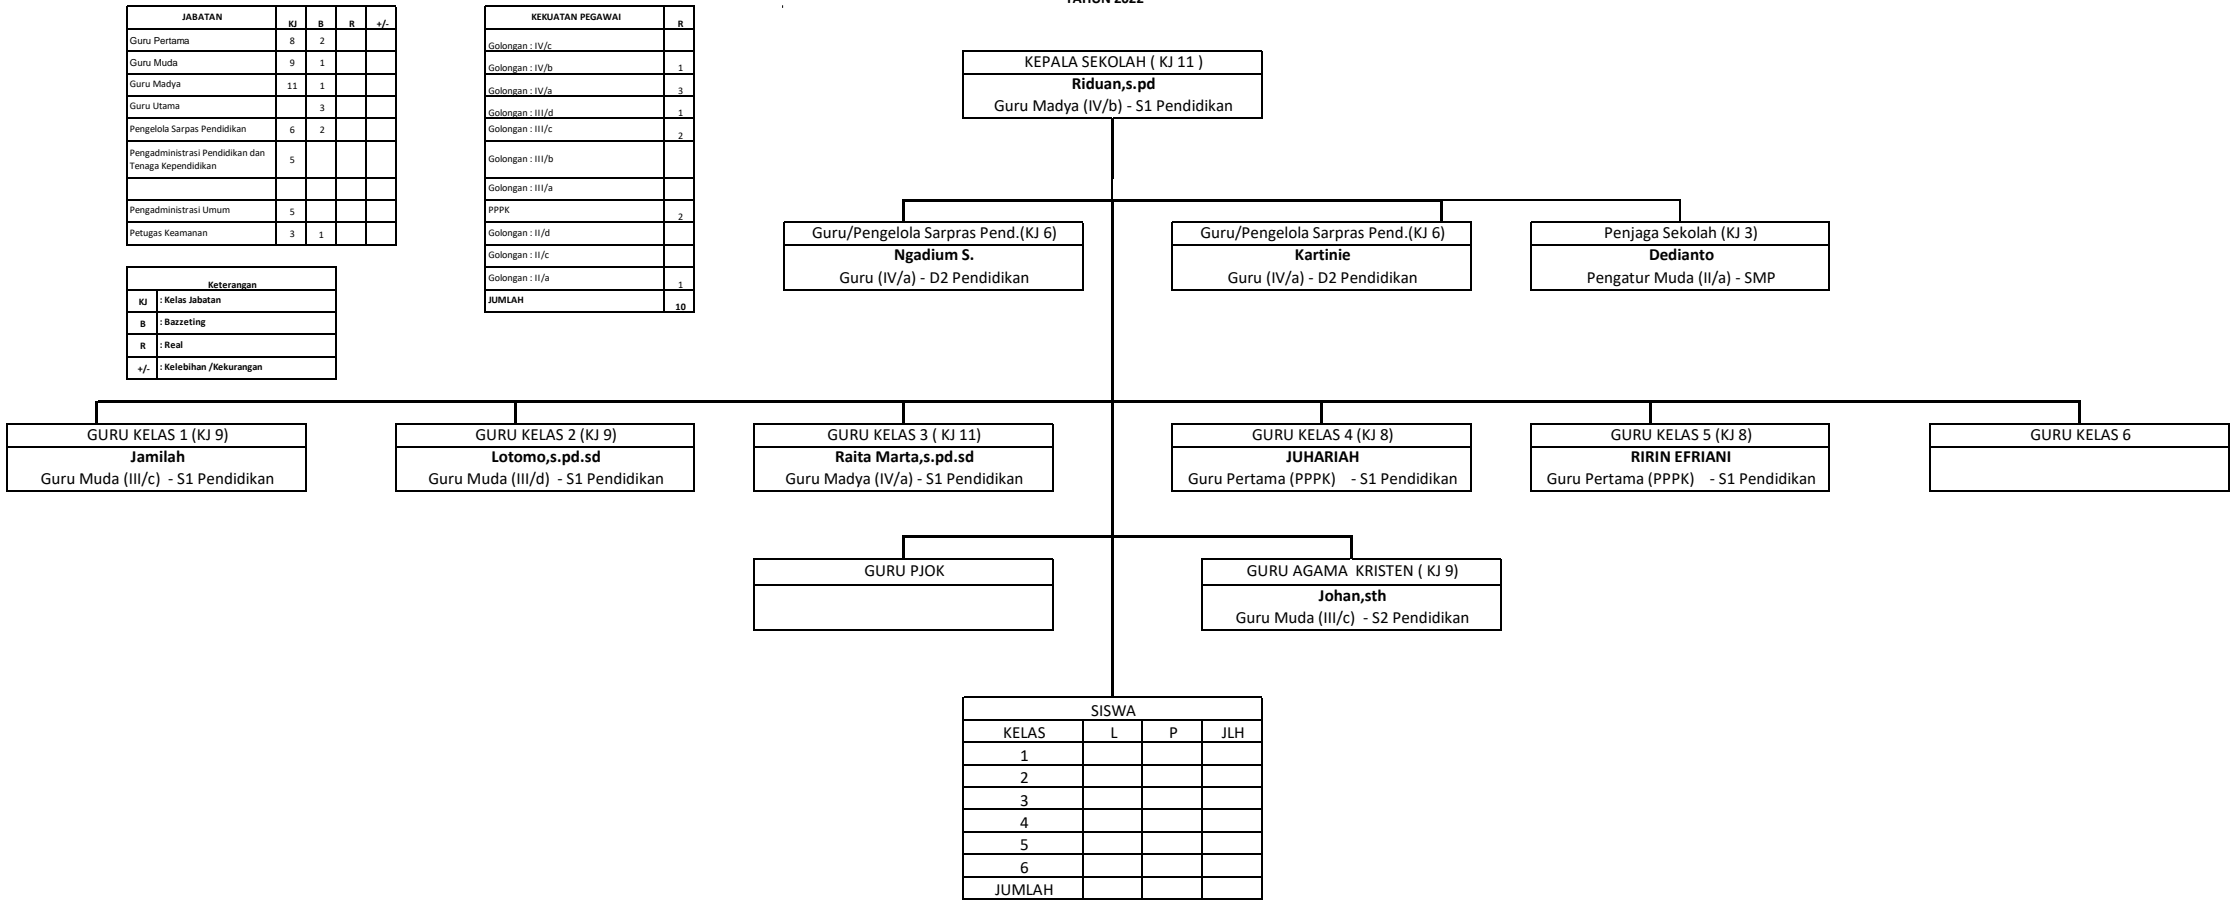 TAHUN 2022
JABATAN KJ B R +/-
Guru Pertama 8 2
Guru Muda 9 1
Guru Madya 11 1
Guru Utama 3
Pengelola Sarpas Pendidikan 6 2
Pengadministrasi Pendidikan dan
Tenaga Kependidikan 5
Pengadministrasi Umum 5
Petugas Keamanan 3 1
Keterangan
KJ : Kelas Jabatan
B : Bazzeting
R : Real
+/- : Kelebihan /Kekurangan
KEKUATAN PEGAWAI R
Golongan : IV/c
Golongan : IV/b 1
Golongan : IV/a 3
Golongan : III/d 1
Golongan : III/c 2
Golongan : III/b
Golongan : III/a
PPPK 2
Golongan : II/d
Golongan : II/c
Golongan : II/a 1
JUMLAH 10
KEPALA SEKOLAH ( KJ 11 )
Riduan,s.pd
Guru Madya (IV/b) - S1 Pendidikan
Guru/Pengelola Sarpras Pend.(KJ 6)
Ngadium S.
Guru (IV/a) - D2 Pendidikan
Guru/Pengelola Sarpras Pend.(KJ 6)
Kartinie
Guru (IV/a) - D2 Pendidikan
Penjaga Sekolah (KJ 3)
Dedianto
Pengatur Muda (II/a) - SMP
GURU KELAS 1 (KJ 9)
Jamilah
Guru Muda (III/c) - S1 Pendidikan
GURU KELAS 2 (KJ 9)
Lotomo,s.pd.sd
Guru Muda (III/d) - S1 Pendidikan
GURU KELAS 3 ( KJ 11)
Raita Marta,s.pd.sd
Guru Madya (IV/a) - S1 Pendidikan
GURU KELAS 4 (KJ 8)
JUHARIAH
Guru Pertama (PPPK) - S1 Pendidikan
GURU KELAS 5 (KJ 8)
RIRIN EFRIANI
Guru Pertama (PPPK) - S1 Pendidikan
GURU KELAS 6
GURU PJOK
GURU AGAMA KRISTEN ( KJ 9)
Johan,sth
Guru Muda (III/c) - S2 Pendidikan
SISWA
KELAS L P JLH
1
2
3
4
5
6
JUMLAH